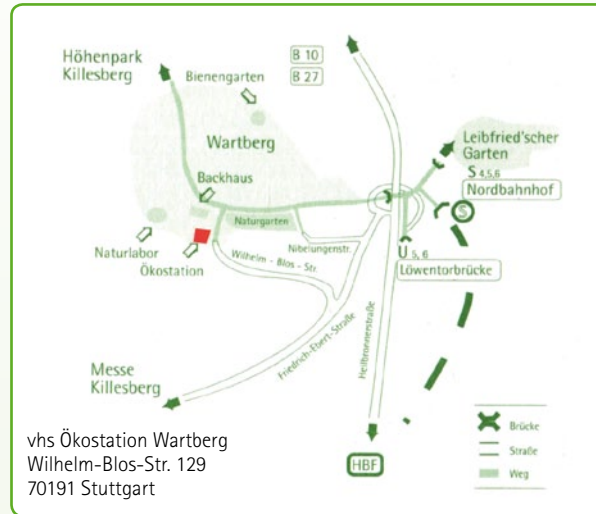 B 10
B 27
Höhenpark
Killesberg
Bienengarten
Wartberg
Leibfried'scher
Garten
S 4,5,6
Nordbahnhof
S
Backhaus
Naturgarten
Nibelungenstr.
Naturlabor
Ökostation
Wilhelm - Blos - Str.
U 5, 6
Löwentorbrücke
Friedrich-Ebert-Straße
Heilbronnerstraße
Messe
Killesberg
HBF
Brücke
Straße
Weg
vhs Ökostation Wartberg
Wilhelm-Blos-Str. 129
70191 Stuttgart